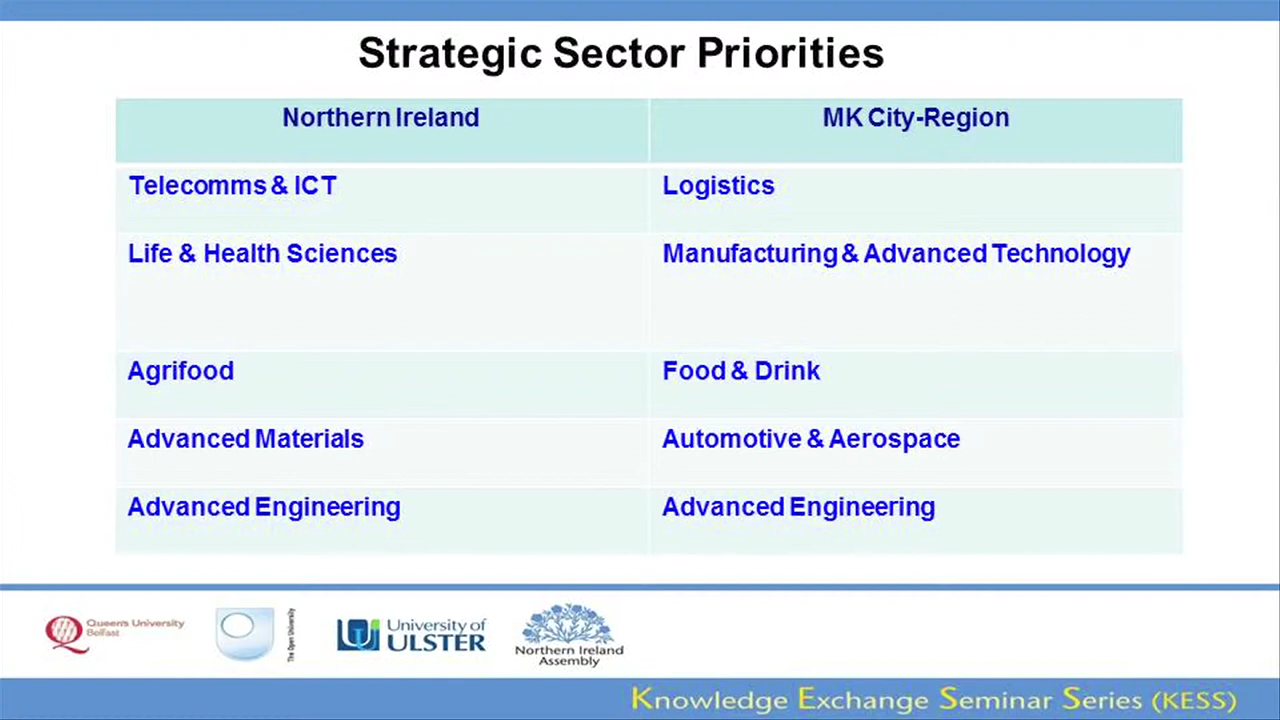 Strategic Sector Priorities
Northern Ireland MK City-Region
Telecomms & ICT Logistics
Life & Health Sciences Manufacturing & Advanced Technology
Agrifood Food & Drink
Advanced Materials Automotive & Aerospace
Advanced Engineering Advanced Engineering
Queen's University
Belfast
The Open University
University of
ULSTER
Northern Ireland
Assembly
Knowledge Exchange Seminar Series (KESS)